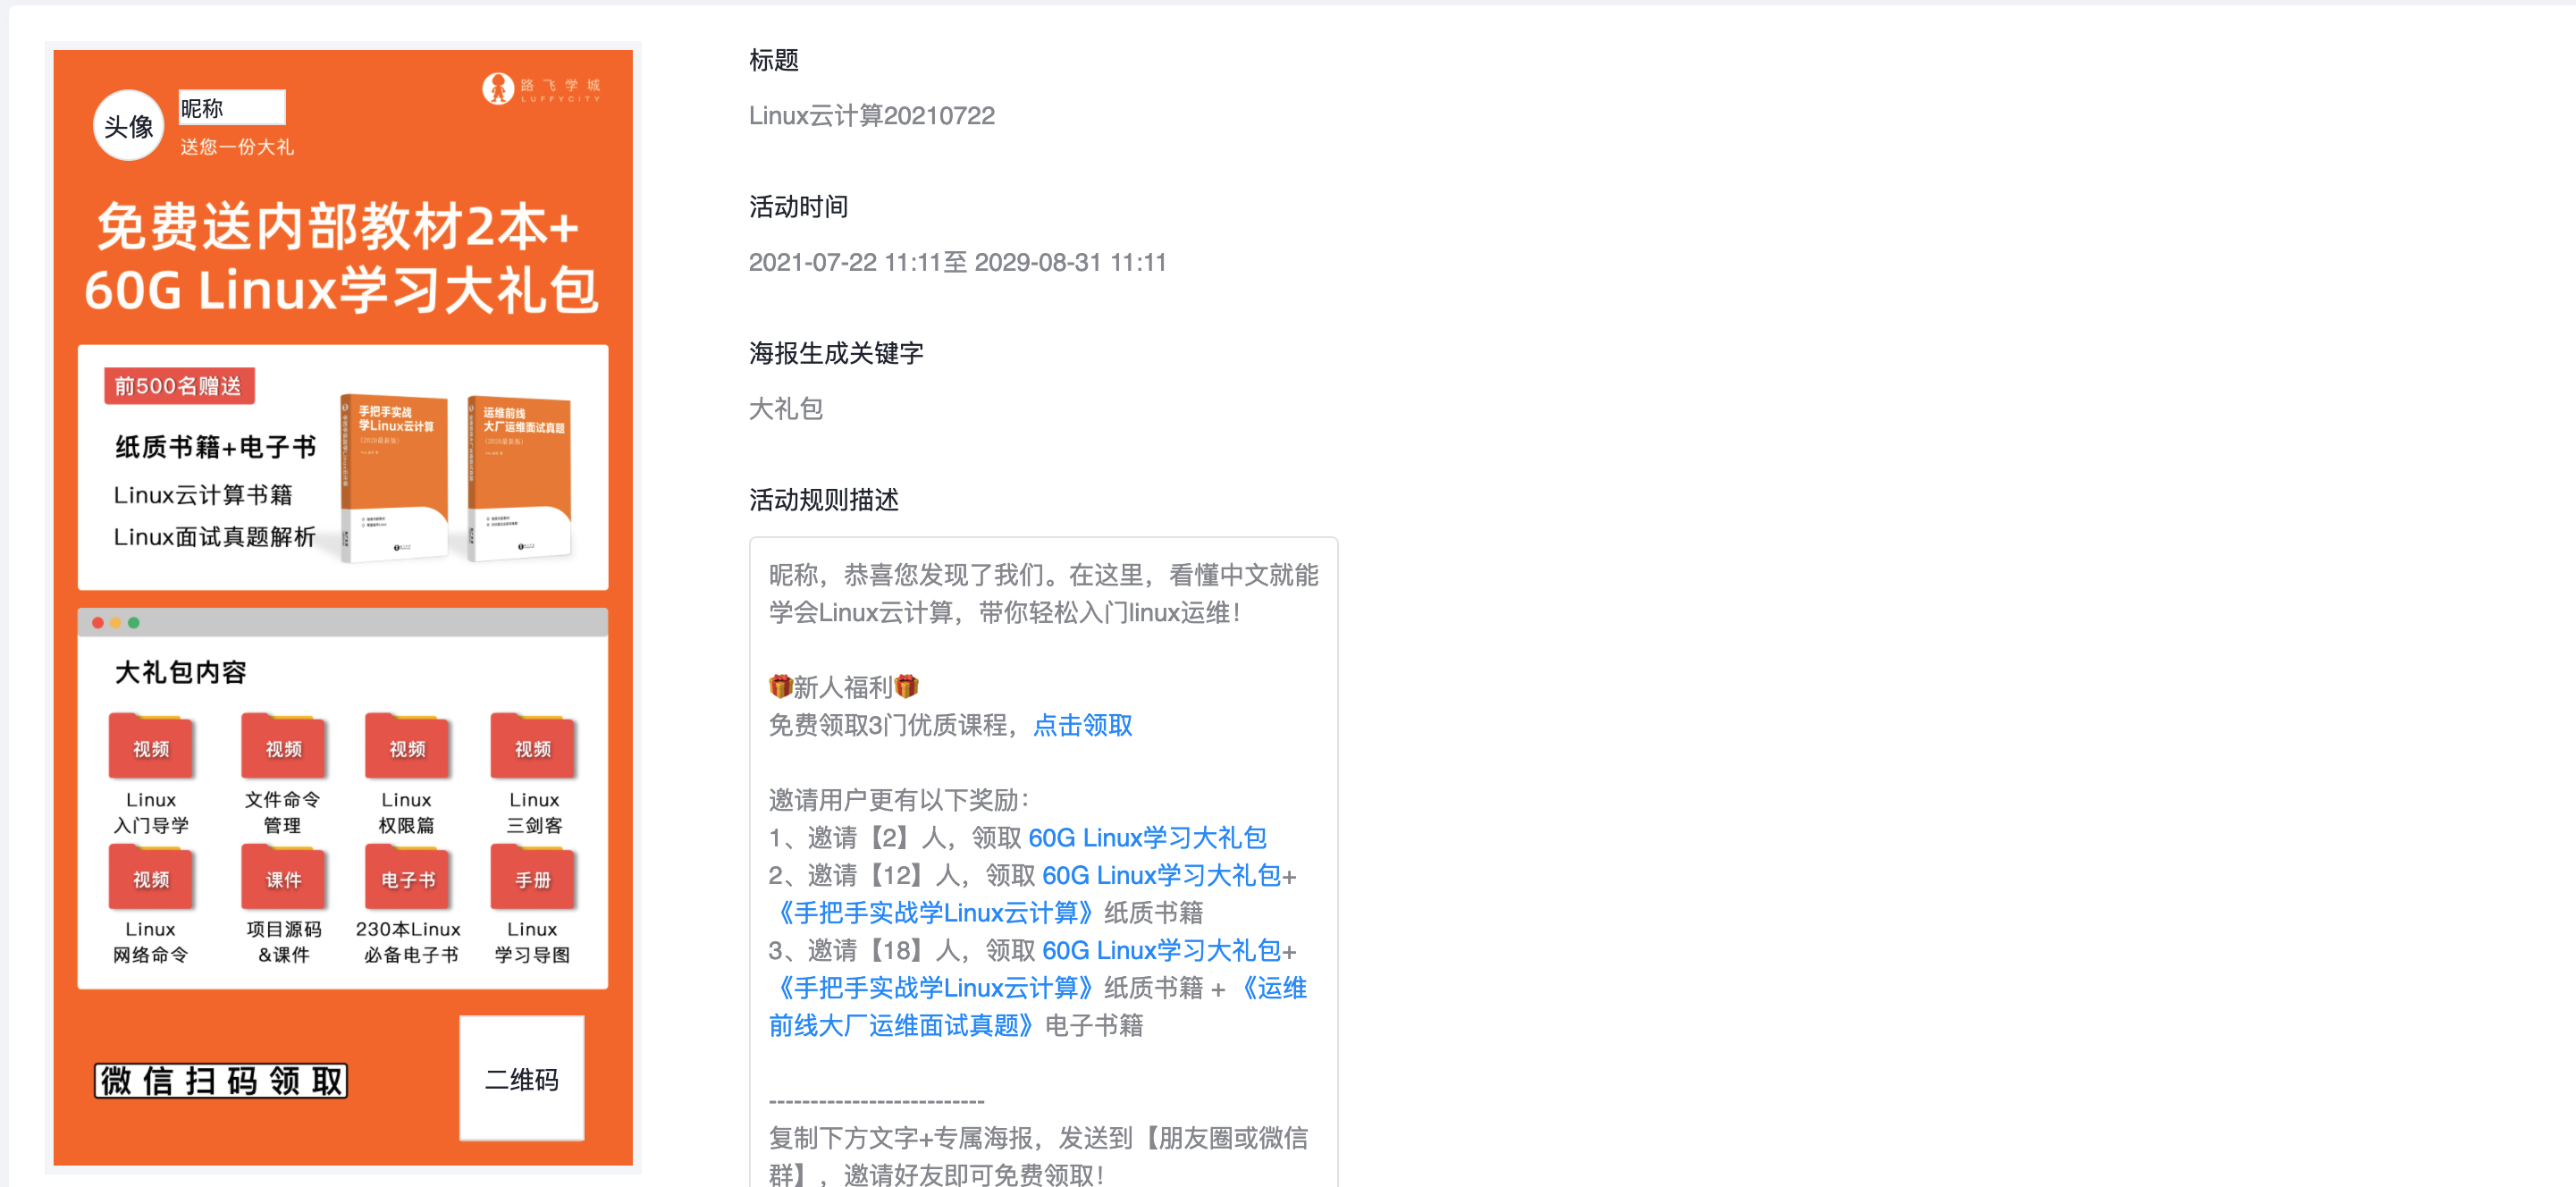 头像
昵称
送您一份大礼
路飞学城
LUFFYCITY
免费送内部教材2本+
60G Linux学习大礼包
前500名赠送
纸质书籍+电子书
Linux云计算书籍
Linux面试真题解析
手把手实战
学Linux云计算
(2020最新版)
运维前线
大厂运维面试真题
(2020最新版)
大礼包内容
视频
视频
视频
视频
Linux
入门导学
文件命令
管理
Linux
权限篇
Linux
三剑客
视频
课件
电子书
手册
Linux
网络命令
项目源码
&课件
230本Linux
必备电子书
Linux
学习导图
微信扫码领取
二维码
标题
Linux云计算20210722
活动时间
2021-07-22 11:11至 2029-08-31 11:11
海报生成关键字
大礼包
活动规则描述
昵称，恭喜您发现了我们。在这里，看懂中文就能
学会Linux云计算，带你轻松入门linux运维！
🎁新人福利🎁
免费领取3门优质课程，点击领取
邀请用户更有以下奖励：
1、邀请【2】人，领取 60G Linux学习大礼包
2、邀请【12】人，领取 60G Linux学习大礼包+
《手把手实战学Linux云计算》纸质书籍
3、邀请【18】人，领取 60G Linux学习大礼包+
《手把手实战学Linux云计算》纸质书籍 + 《运维
前线大厂运维面试真题》电子书籍
--------------------------
复制下方文字+专属海报，发送到【朋友圈或微信
群】，邀请好友即可免费领取！